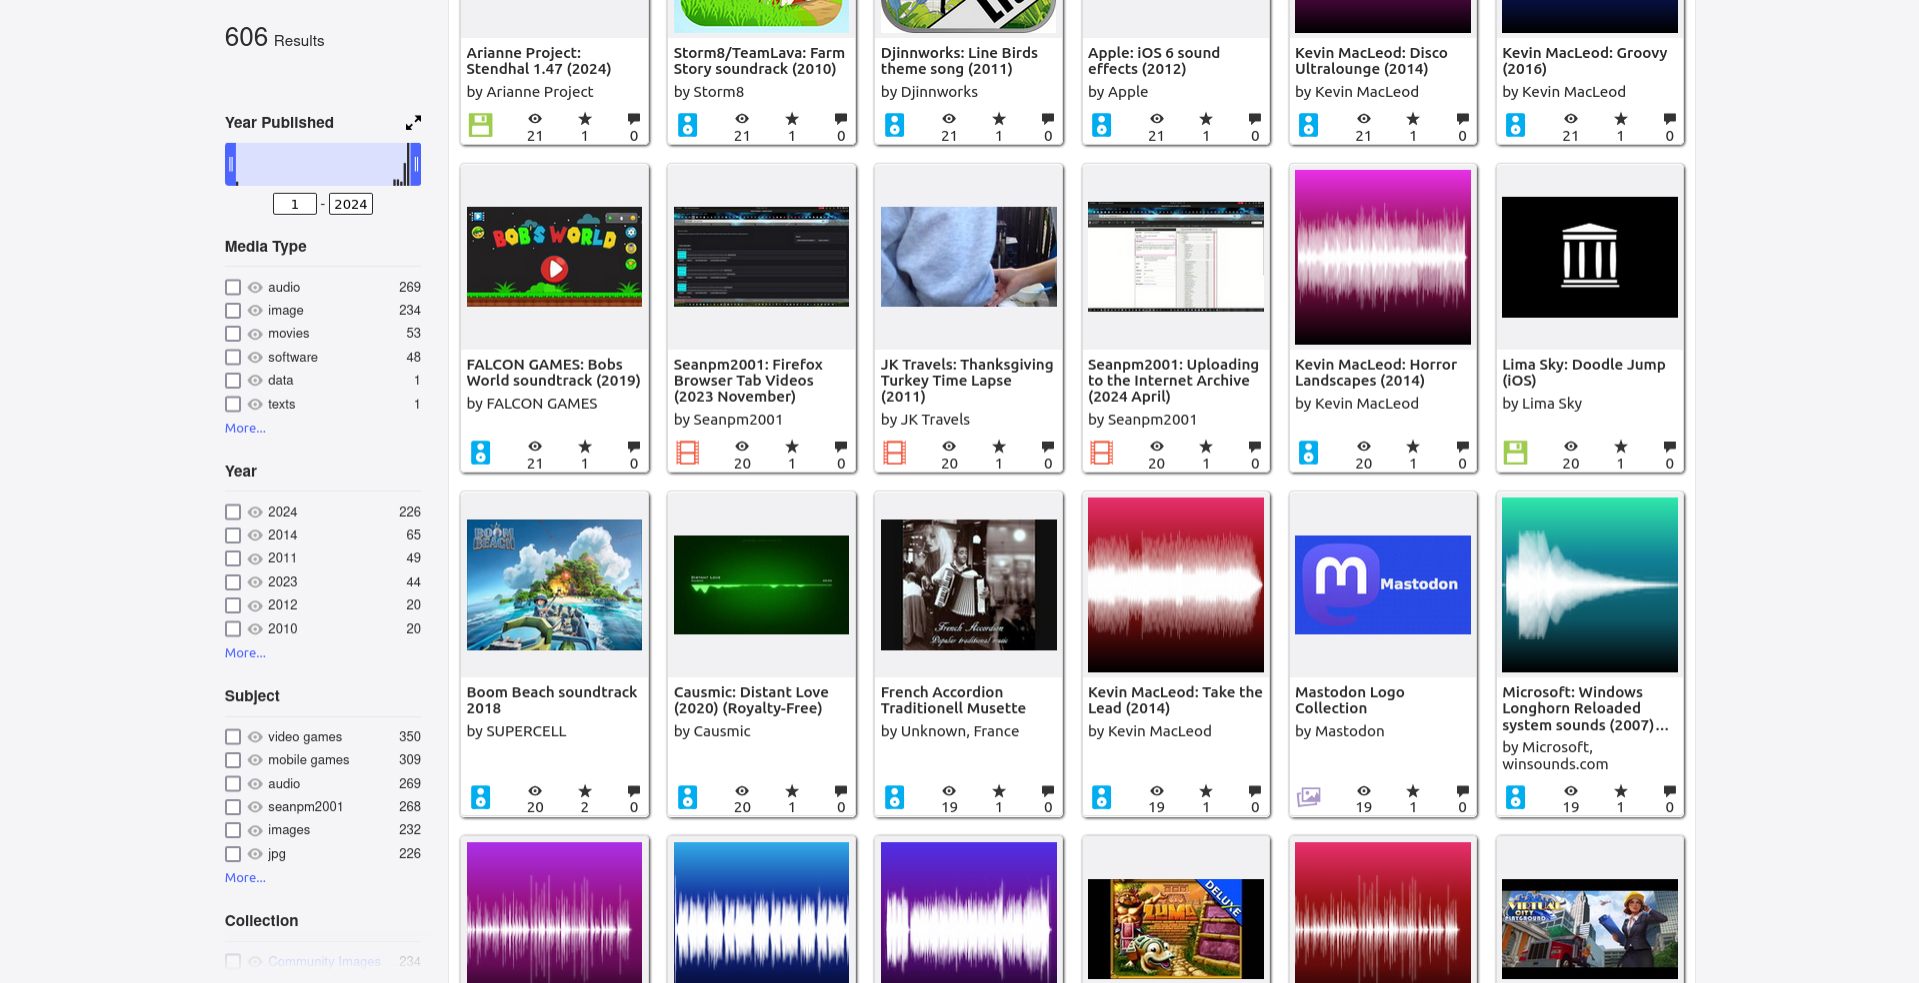 606 Results
Year Published
1 - 2024
Media Type
audio 269
image 234
movies 53
software 48
data 1
texts 1
More...
Year
2024 226
2014 65
2011 49
2023 44
2012 20
2010 20
More...
Subject
video games 350
mobile games 309
audio 269
seanpm2001 268
images 232
jpg 226
More...
Collection
Community Images 234
Arianne Project:
Stendhal 1.47 (2024)
by Arianne Project
21 1 0
Storm8/TeamLava: Farm
Story soundrack (2010)
by Storm8
21 1 0
Djinnworks: Line Birds
theme song (2011)
by Djinnworks
21 1 0
Apple: iOS 6 sound
effects (2012)
by Apple
21 1 0
Kevin MacLeod: Disco
Ultralounge (2014)
by Kevin MacLeod
21 1 0
Kevin MacLeod: Groovy
(2016)
by Kevin MacLeod
21 1 0
BOB'S WORLD
FALCON GAMES: Bobs
World soundtrack (2019)
by FALCON GAMES
21 1 0
Seanpm2001: Firefox
Browser Tab Videos
(2023 November)
by Seanpm2001
20 1 0
JK Travels: Thanksgiving
Turkey Time Lapse
(2011)
by JK Travels
20 1 0
Seanpm2001: Uploading
to the Internet Archive
(2024 April)
by Seanpm2001
20 1 0
Kevin MacLeod: Horror
Landscapes (2014)
by Kevin MacLeod
20 1 0
Lima Sky: Doodle Jump
(iOS)
by Lima Sky
20 1 0
BOOM
BEACH
Boom Beach soundtrack
2018
by SUPERCELL
20 2 0
Distant Love
Causmic: Distant Love
(2020) (Royalty-Free)
by Causmic
20 1 0
French Accordion
Popular traditional music
French Accordion
Traditionell Musette
by Unknown, France
19 1 0
Kevin MacLeod: Take the
Lead (2014)
by Kevin MacLeod
19 1 0
Mastodon
Mastodon Logo
Collection
by Mastodon
19 1 0
Microsoft: Windows
Longhorn Reloaded
system sounds (2007)...
by Microsoft,
winsounds.com
19 1 0
ZUMA
DELUXE
VIRTUAL
CITY
PLAYGROUND